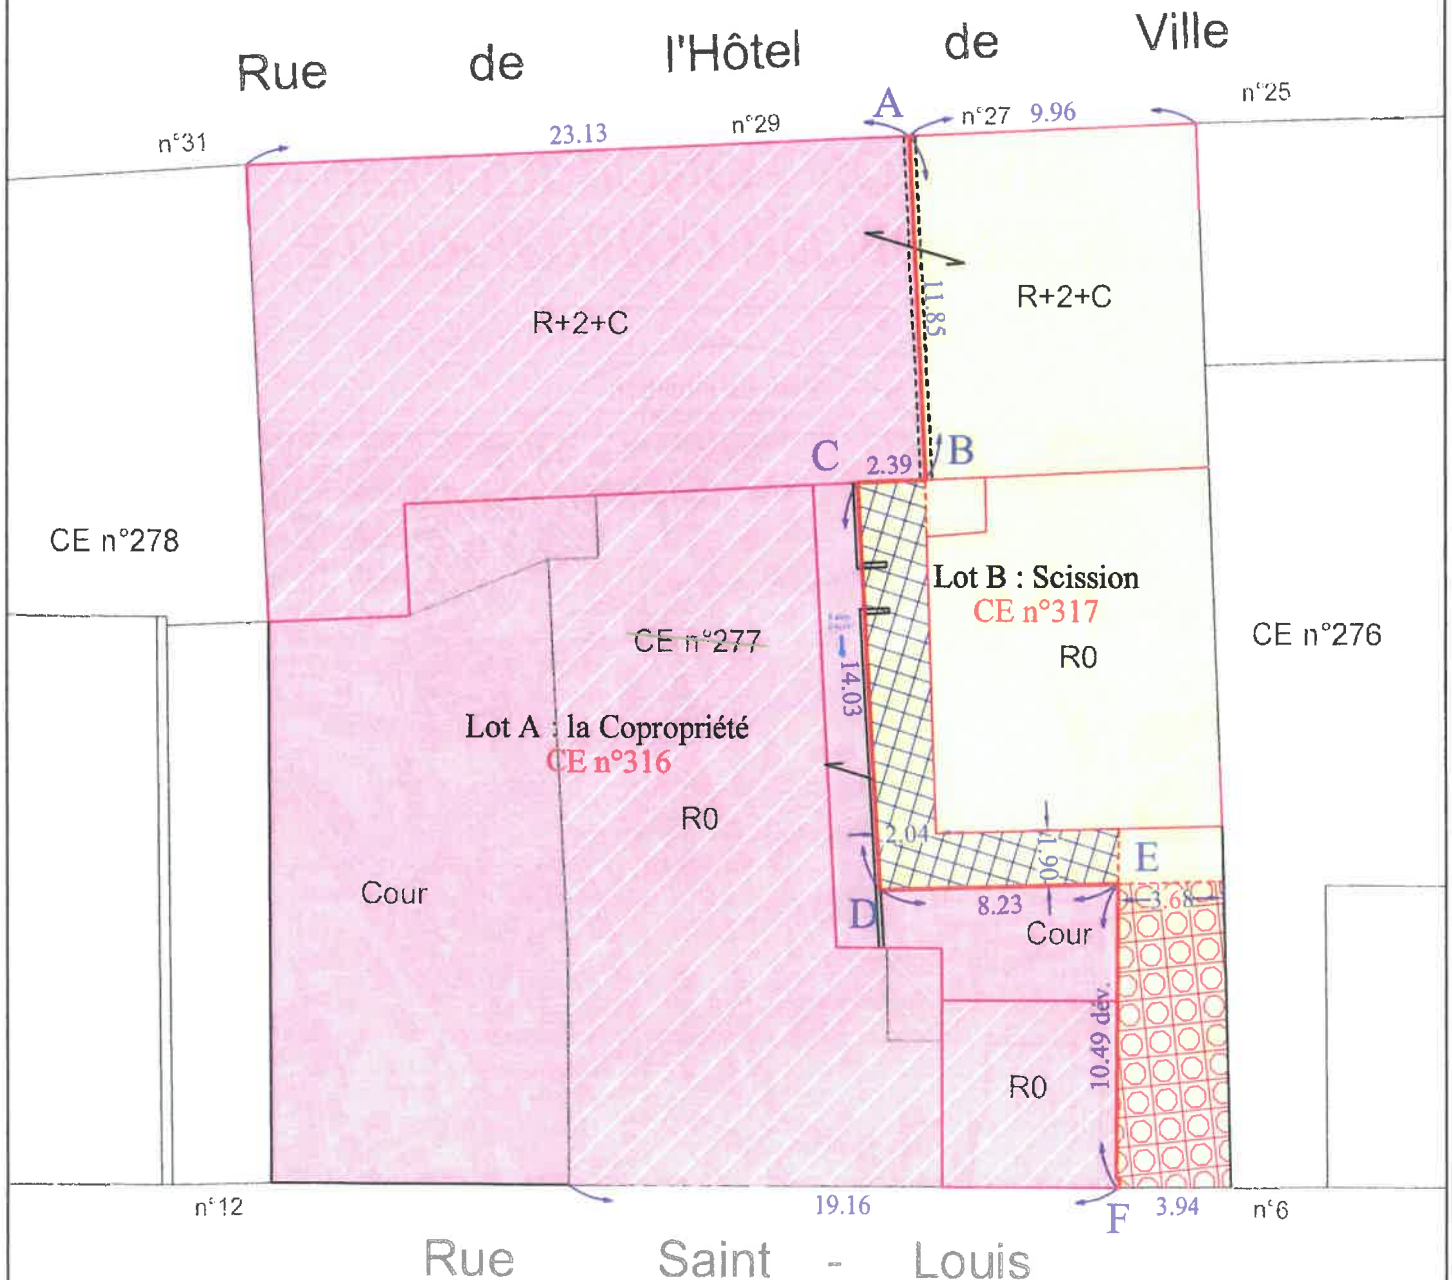 Rue de l'Hôtel de Ville
n°31
23.13
n°29
A
n°27
9.96
n°25
R+2+C
11.85
R+2+C
C
2.39
B
CE n°278
Lot B : Scission
CE n°317
R0
CE n°276
CE n°277
14.03
Lot A : la Copropriété
CE n°316
R0
2.04
1.90
E
Cour
D
8.23
3.68
Cour
10.49 dév.
R0
n°12
19.16
F
3.94
n°6
Rue Saint - Louis